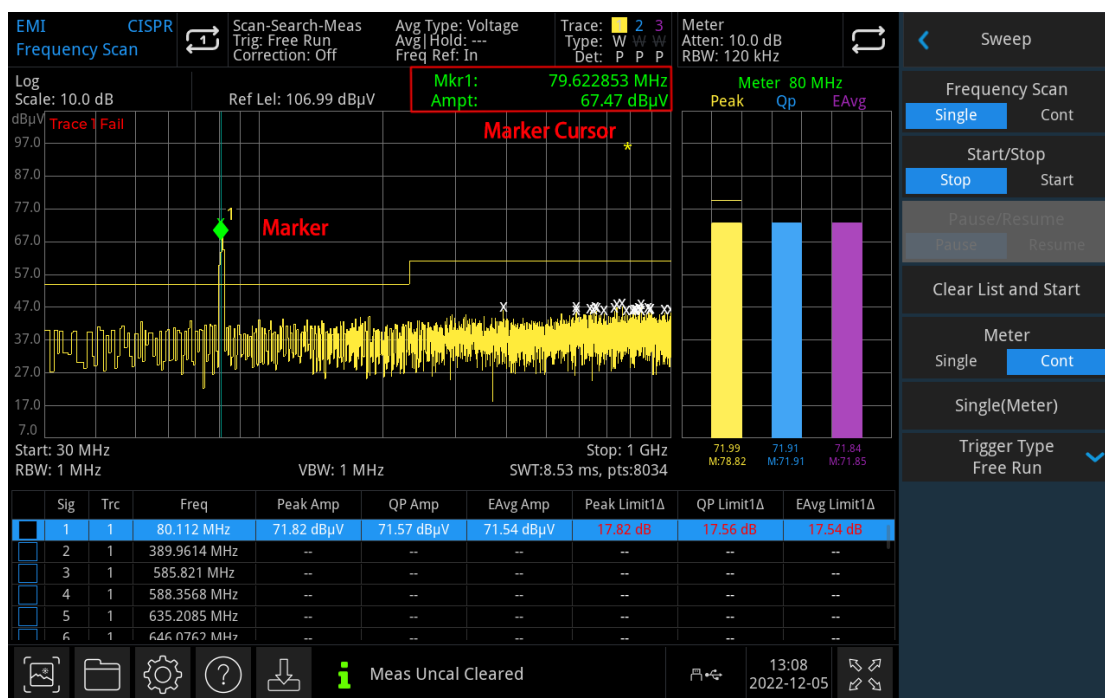 EMI CISPR
Frequency Scan
1
Scan-Search-Meas
Trig: Free Run
Correction: Off
Avg Type: Voltage
Avg|Hold: ---
Freq Ref: In
Trace: 1 2 3
Type: W W W
Det: P P P
Meter
Atten: 10.0 dB
RBW: 120 kHz
Log
Scale: 10.0 dB
Ref Lel: 106.99 dBµV
Mkr1: 79.622853 MHz
Ampt: 67.47 dBµV
Marker Cursor
dBµV
Trace 1 Fail
97.0
87.0
77.0
67.0
57.0
47.0
37.0
27.0
17.0
7.0
1
Marker
Start: 30 MHz
Stop: 1 GHz
RBW: 1 MHz
VBW: 1 MHz
SWT:8.53 ms, pts:8034
Meter 80 MHz
Peak Qp EAvg
71.99 71.91 71.84
M:78.82 M:71.91 M:71.85
Sig Trc Freq Peak Amp QP Amp EAvg Amp Peak Limit1Δ QP Limit1Δ EAvg Limit1Δ
1 1 80.112 MHz 71.82 dBµV 71.57 dBµV 71.54 dBµV 17.82 dB 17.56 dB 17.54 dB
2 1 389.9614 MHz -- -- -- -- -- --
3 1 585.821 MHz -- -- -- -- -- --
4 1 588.3568 MHz -- -- -- -- -- --
5 1 635.2085 MHz -- -- -- -- -- --
6 1 646.0762 MHz -- -- -- -- -- --
Meas Uncal Cleared
13:08
2022-12-05
Sweep
Frequency Scan
Single Cont
Start/Stop
Stop Start
Pause/Resume
Pause Resume
Clear List and Start
Meter
Single Cont
Single(Meter)
Trigger Type
Free Run